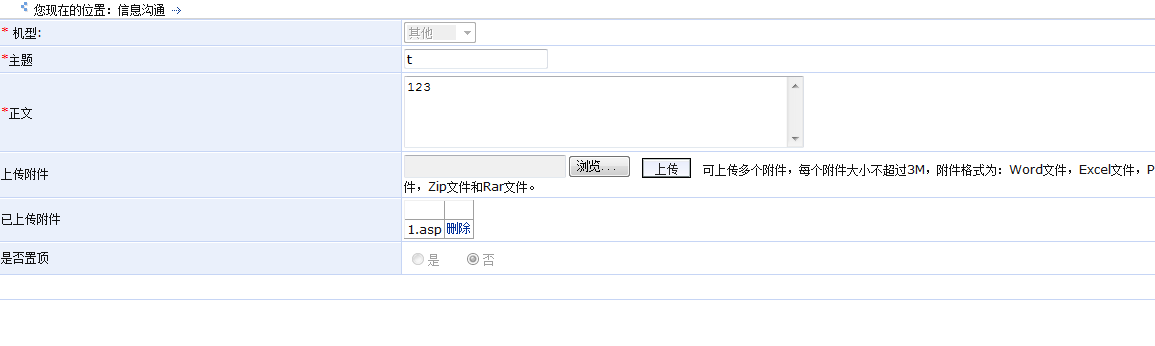 您现在的位置：信息沟通
* 机型:
其他
*主题
t
*正文
123
上传附件
浏览...
上传
可上传多个附件，每个附件大小不超过3M，附件格式为：Word文件，Excel文件，P
件，Zip文件和Rar文件。
已上传附件
1.asp 删除
是否置顶
是 否